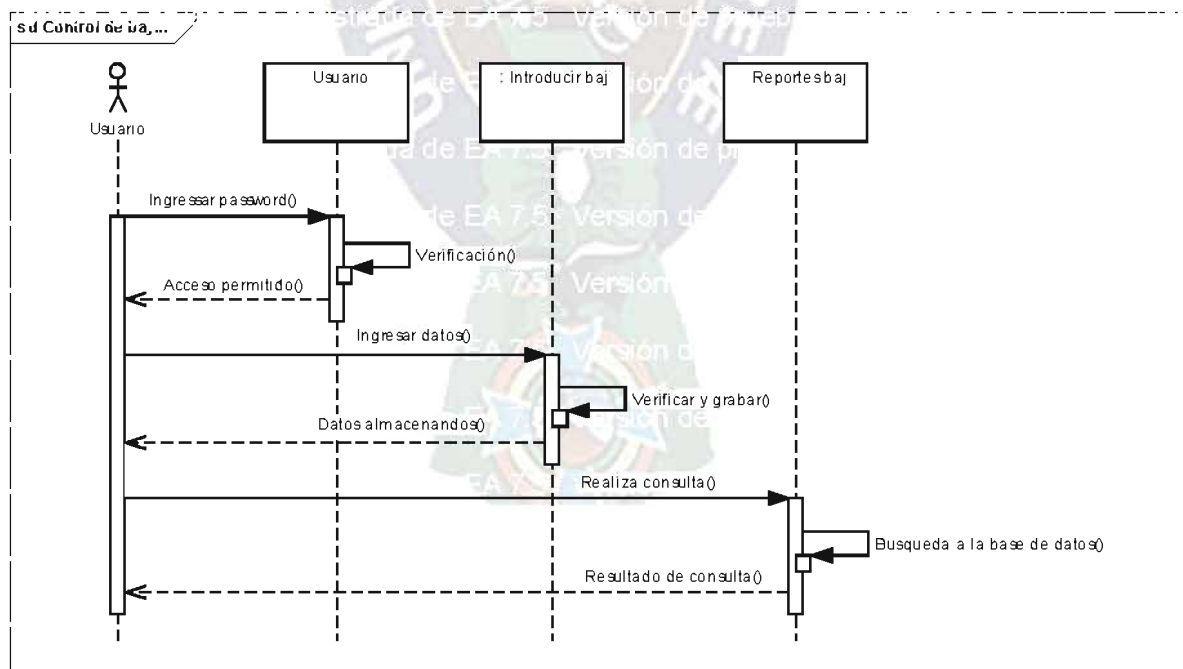 sd Control de ba,...
Usuario
Usuario
: Introducir baj
Reportes baj
Ingressar password()
Verificación()
Acceso permitido()
Ingresar datos()
Verificar y grabar()
Datos almacenandos()
Realiza consulta()
Busqueda a la base de datos()
Resultado de consulta()